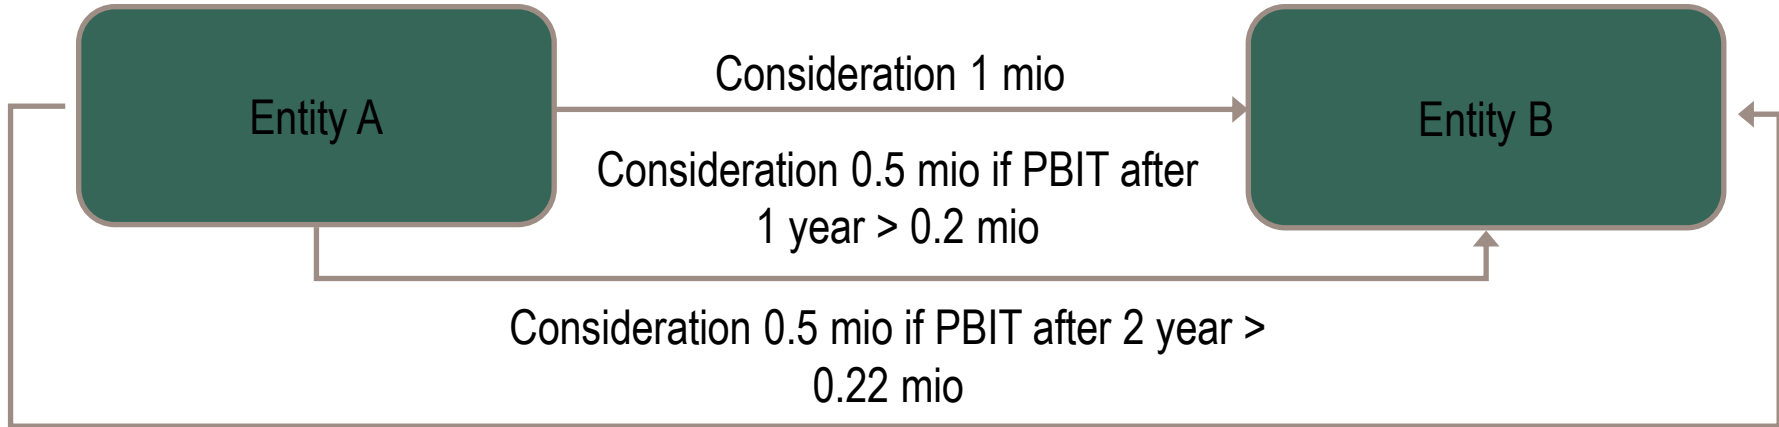 Consideration 1 mio
Entity A
Entity B
Consideration 0.5 mio if PBIT after
1 year > 0.2 mio
Consideration 0.5 mio if PBIT after 2 year >
0.22 mio